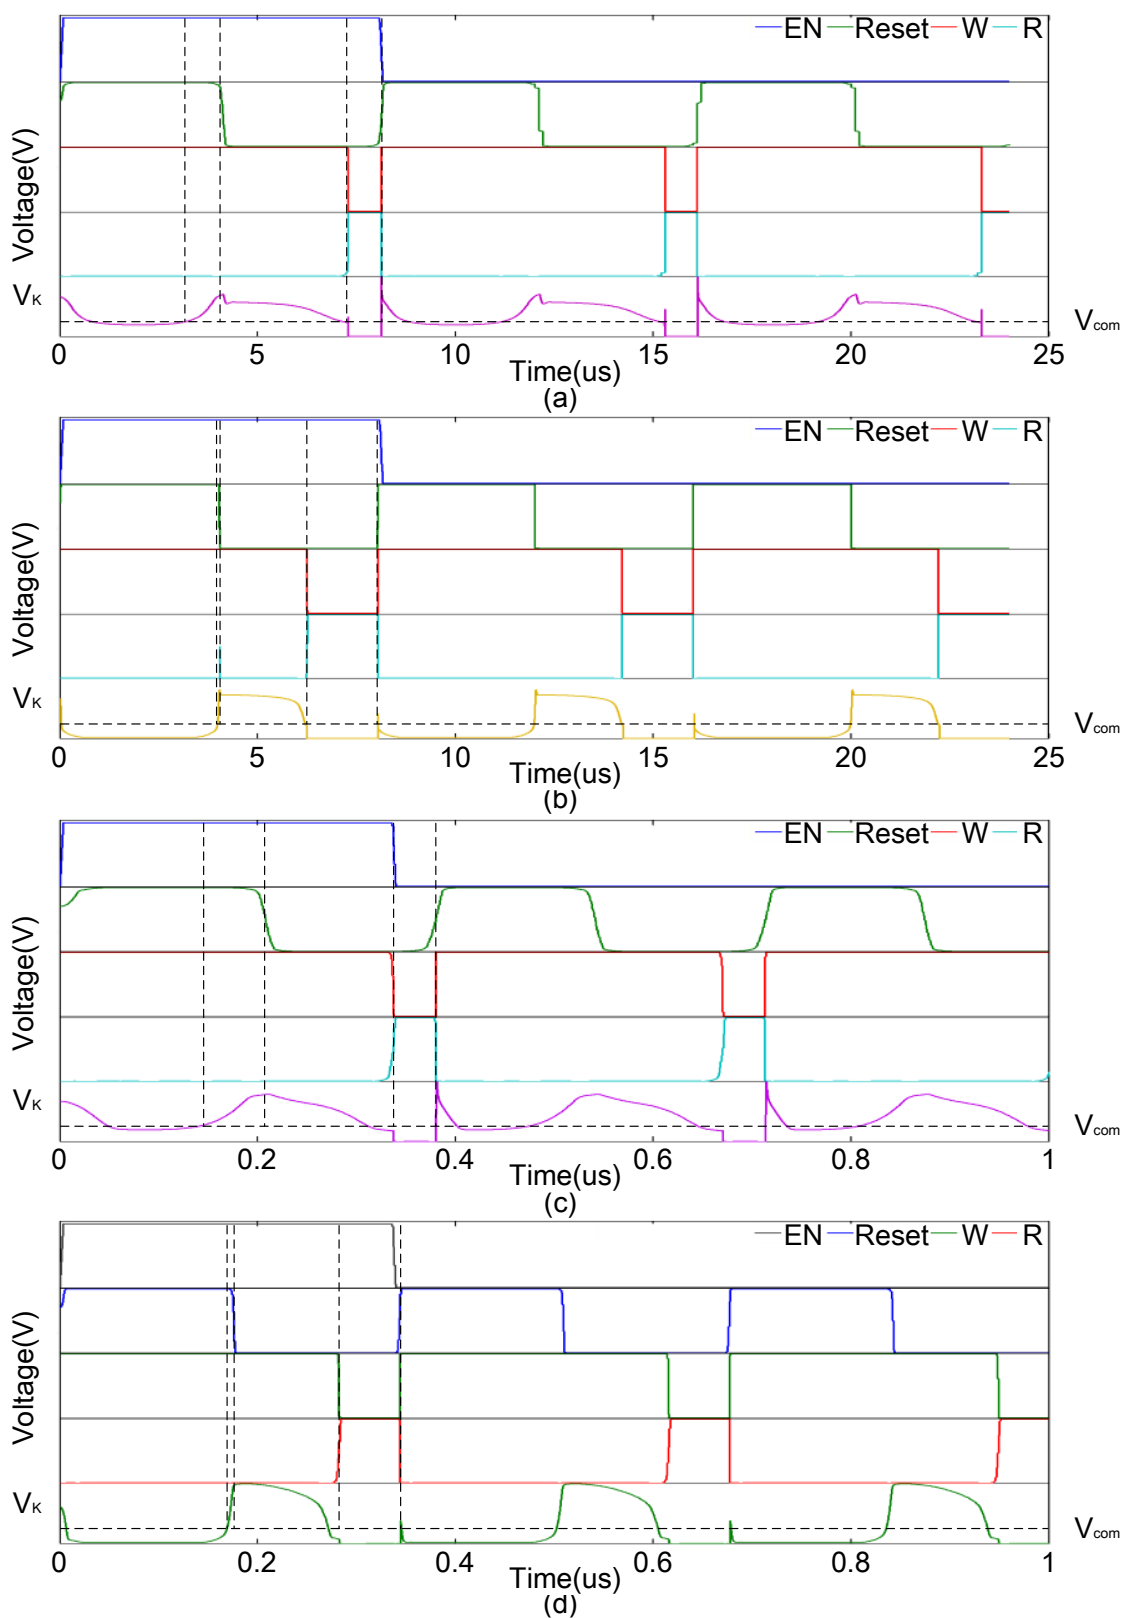 EN Reset W R
Voltage(V)
VK
Vcom
0 5 10 15 20 25
Time(us)
(a)
EN Reset W R
Voltage(V)
VK
Vcom
0 5 10 15 20 25
Time(us)
(b)
EN Reset W R
Voltage(V)
VK
Vcom
0 0.2 0.4 0.6 0.8 1
Time(us)
(c)
EN Reset W R
Voltage(V)
VK
Vcom
0 0.2 0.4 0.6 0.8 1
Time(us)
(d)